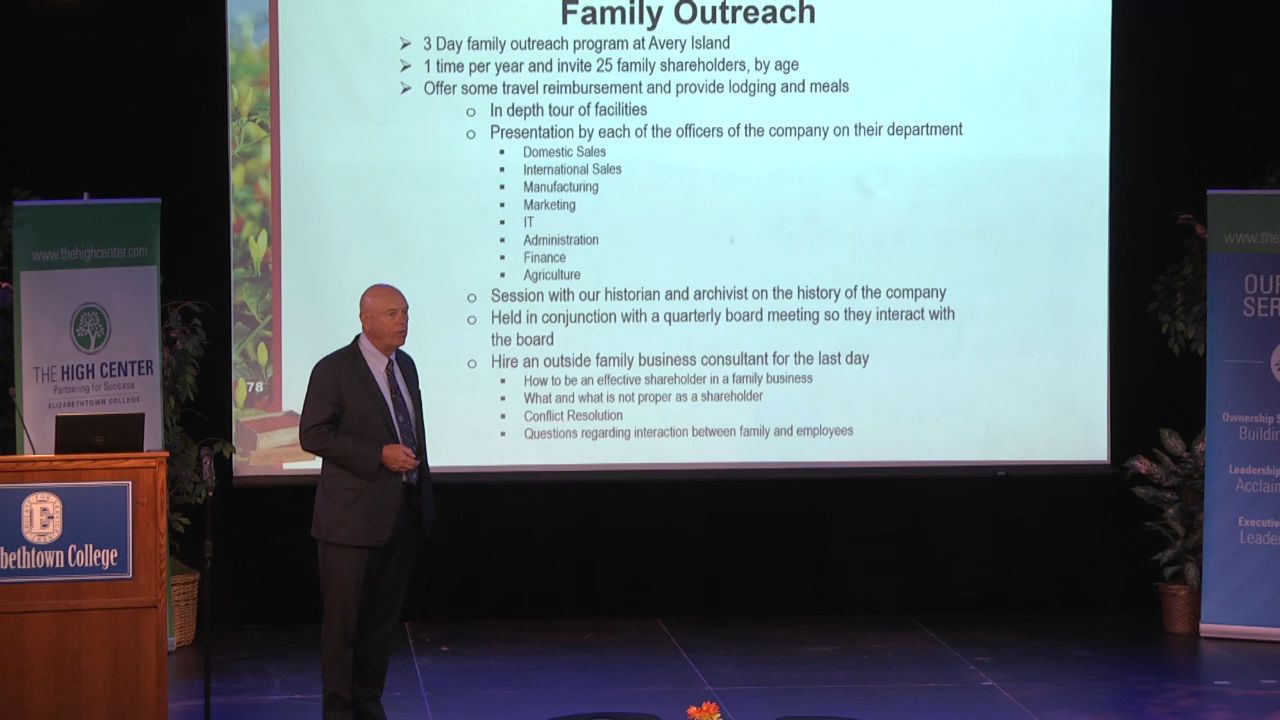 Family Outreach
3 Day family outreach program at Avery Island
1 time per year and invite 25 family shareholders, by age
Offer some travel reimbursement and provide lodging and meals
In depth tour of facilities
Presentation by each of the officers of the company on their department
Domestic Sales
International Sales
Manufacturing
Marketing
IT
Administration
Finance
Agriculture
Session with our historian and archivist on the history of the company
Held in conjunction with a quarterly board meeting so they interact with
the board
Hire an outside family business consultant for the last day
How to be an effective shareholder in a family business
What and what is not proper as a shareholder
Conflict Resolution
Questions regarding interaction between family and employees
78
www.thehighcenter.com
THE HIGH CENTER
Partnering for Success
ELIZABETHTOWN COLLEGE
E
bethtown College
www.the
OUR
SER
Ownership S
Buildin
Leadership
Acclaim
Executiv
Leade